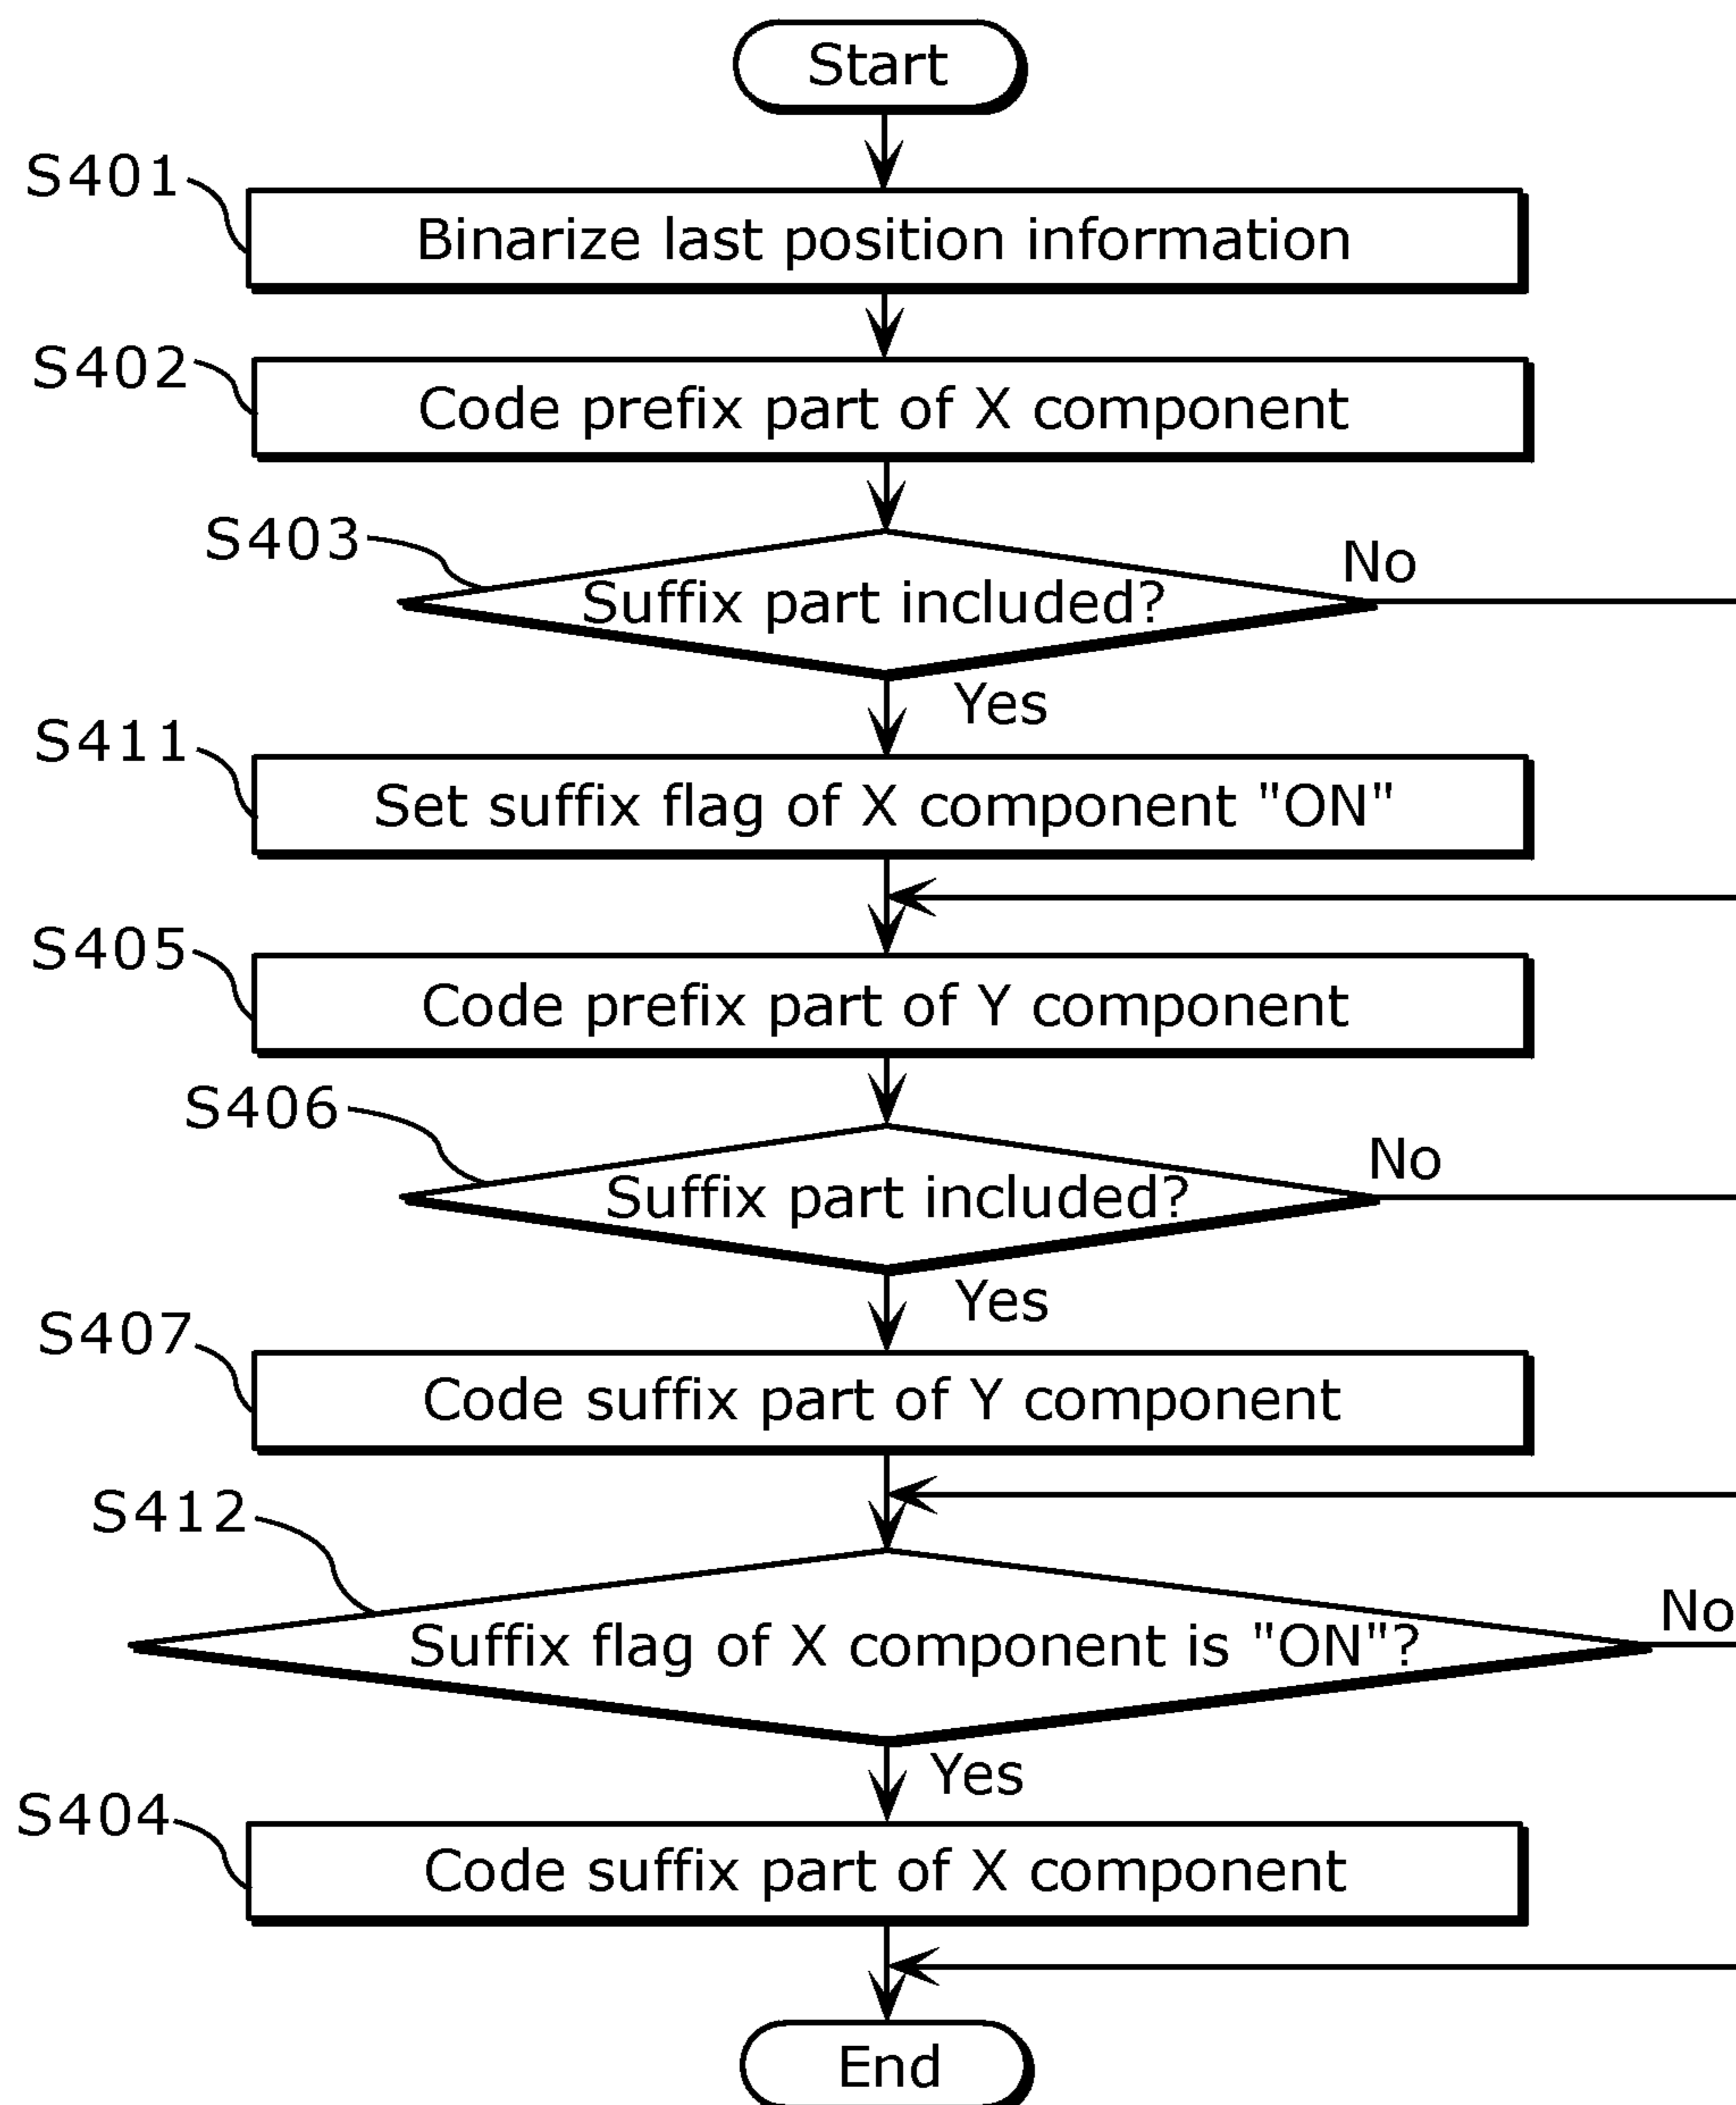 Start
S401
Binarize last position information
S402
Code prefix part of X component
S403
Suffix part included?
No
Yes
S411
Set suffix flag of X component "ON"
S405
Code prefix part of Y component
S406
Suffix part included?
No
Yes
S407
Code suffix part of Y component
S412
Suffix flag of X component is "ON"?
No
Yes
S404
Code suffix part of X component
End